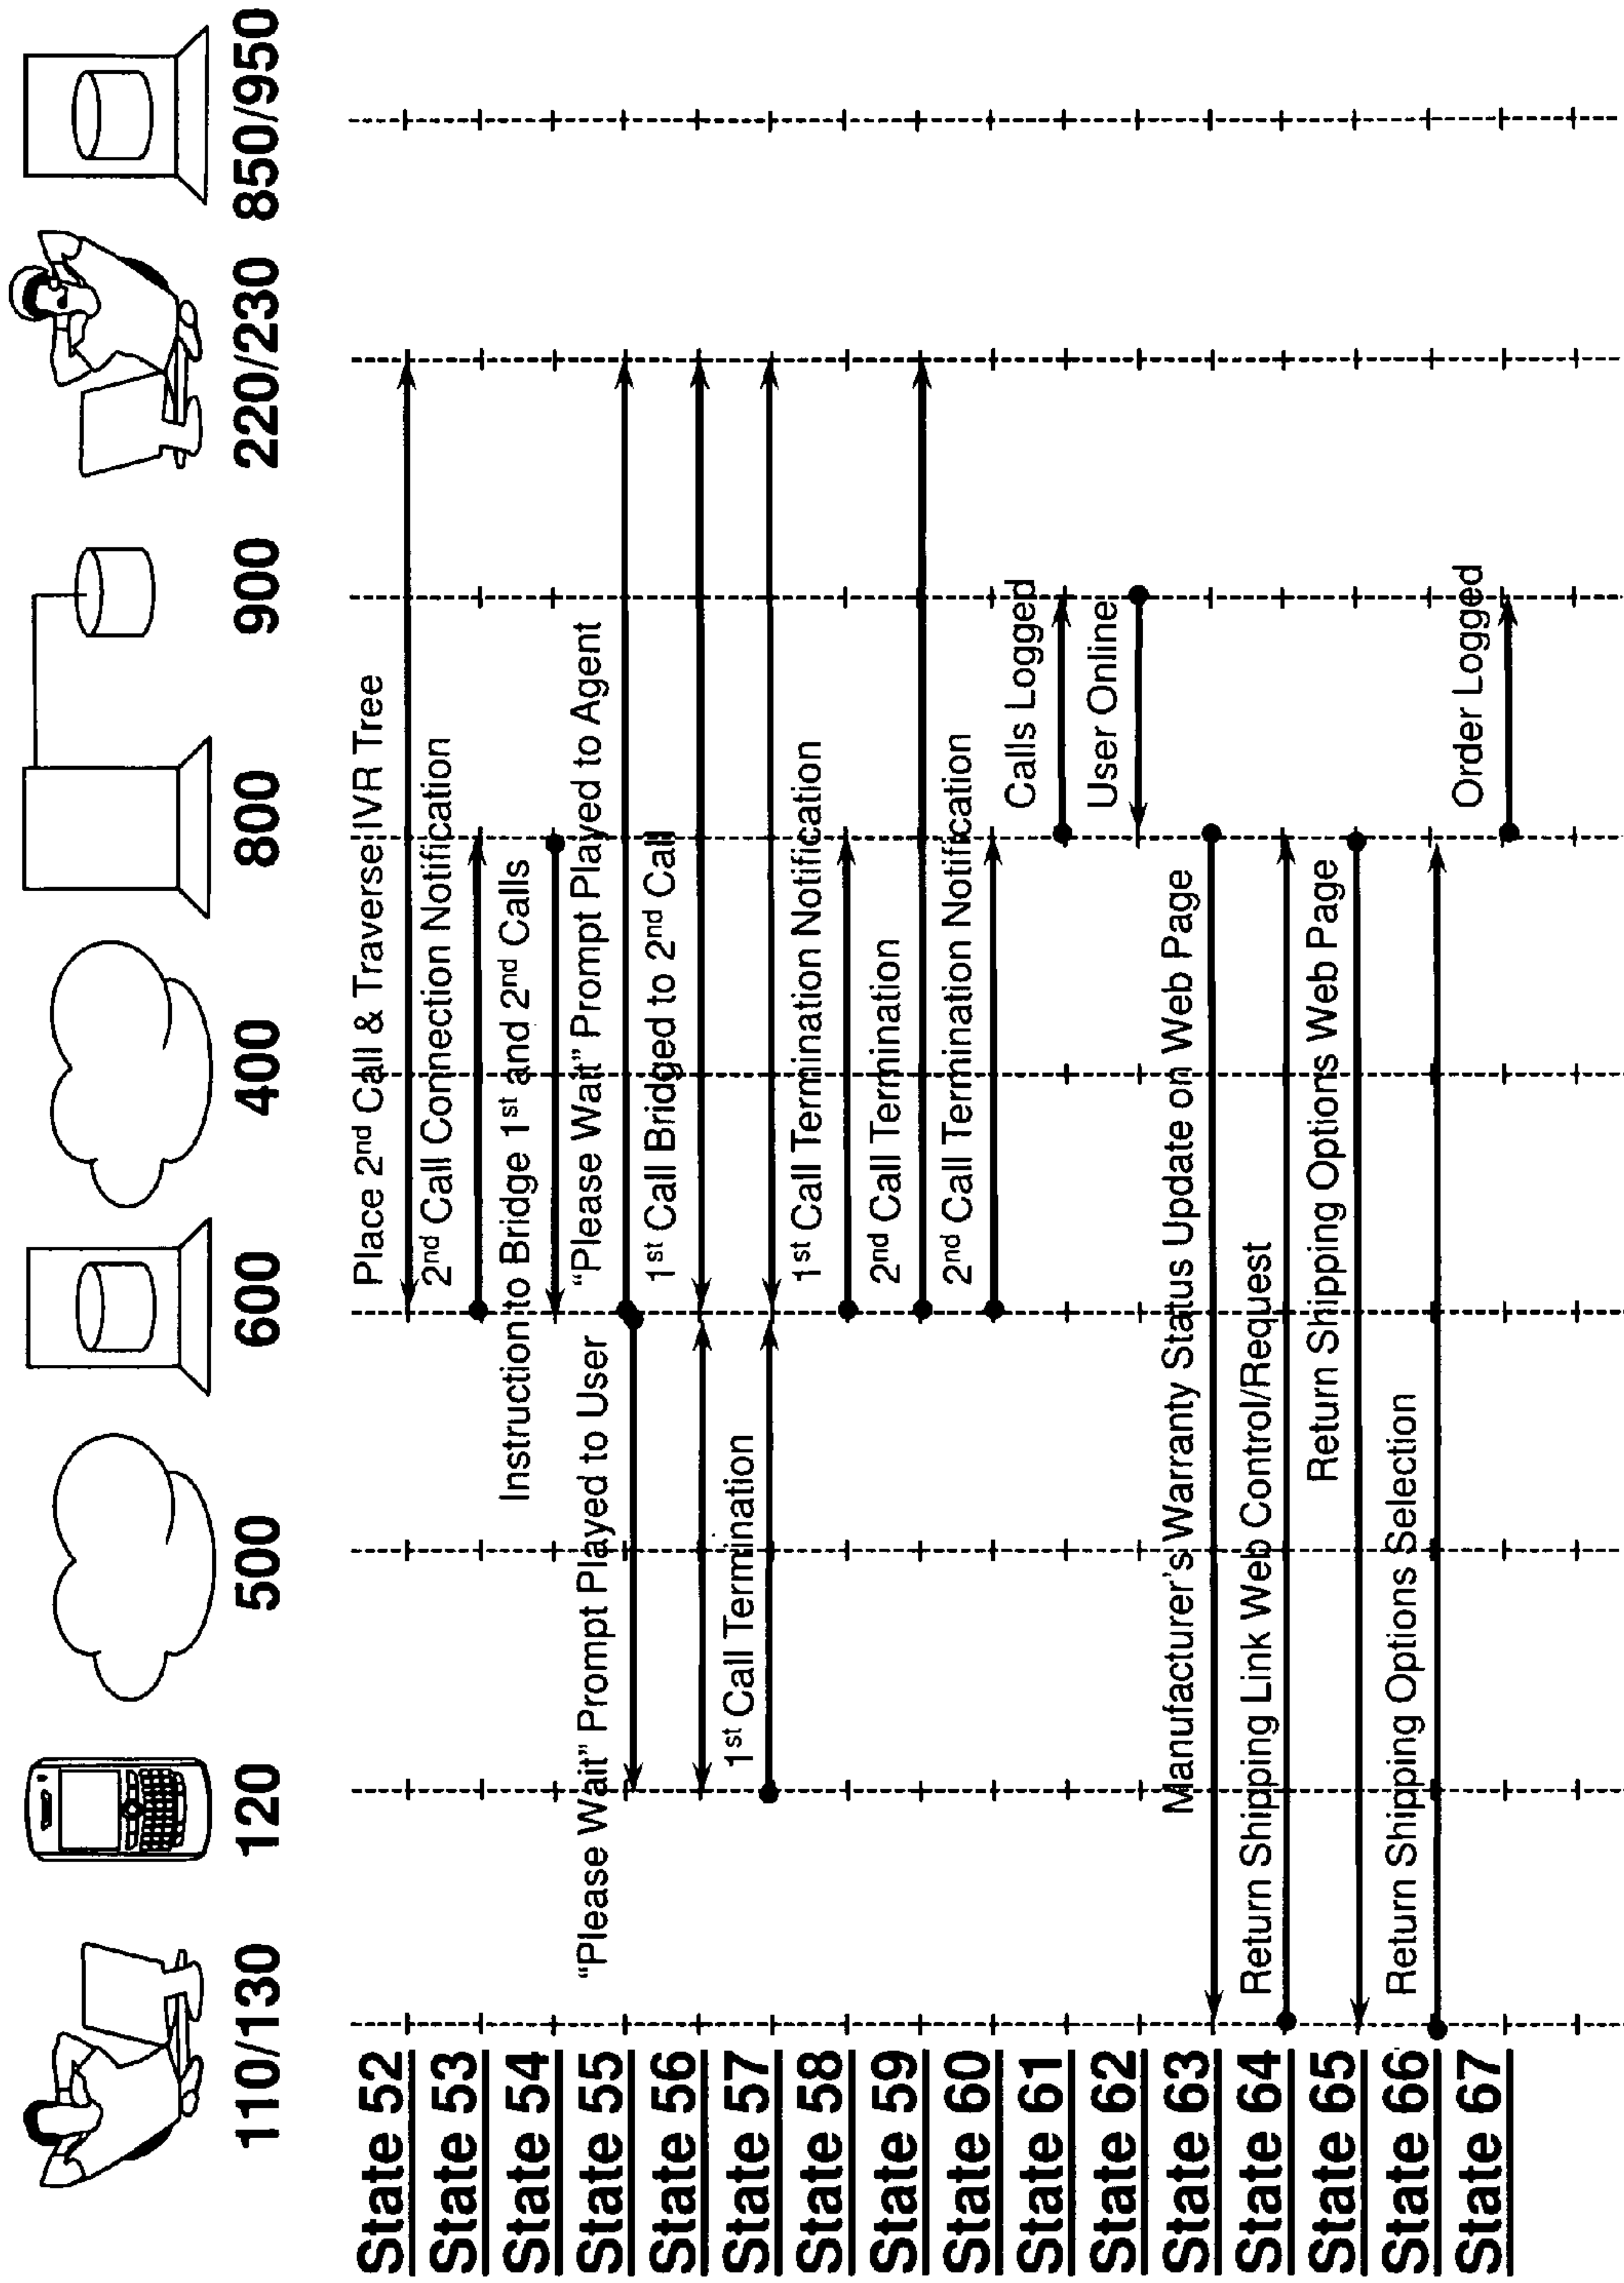 110/130 120 500 600 400 800 900 220/230 850/950
State 52 Place 2nd Call & Traverse IVR Tree
State 53 2nd Call Connection Notification
State 54 Instruction to Bridge 1st and 2nd Calls
State 55 “Please Wait” Prompt Played to User “Please Wait” Prompt Played to Agent
State 56 1st Call Bridged to 2nd Call
State 57 1st Call Termination
State 58 1st Call Termination Notification
State 59 2nd Call Termination
State 60 2nd Call Termination Notification
State 61 Calls Logged
State 62 User Online
State 63 Manufacturer's Warranty Status Update on Web Page
State 64 Return Shipping Link Web Control/Request
State 65 Return Shipping Options Web Page
State 66 Return Shipping Options Selection
State 67 Order Logged